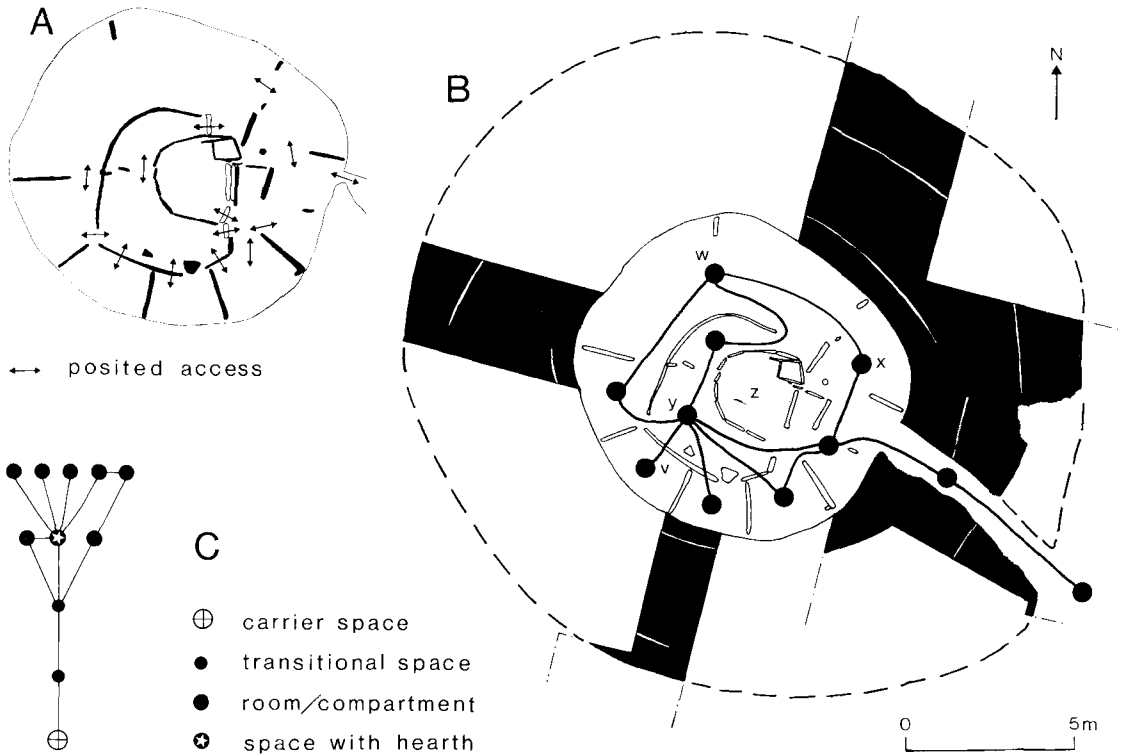 A
B
N
w
x
z
y
v
posited access
C
carrier space
transitional space
room/compartment
space with hearth
0 5m